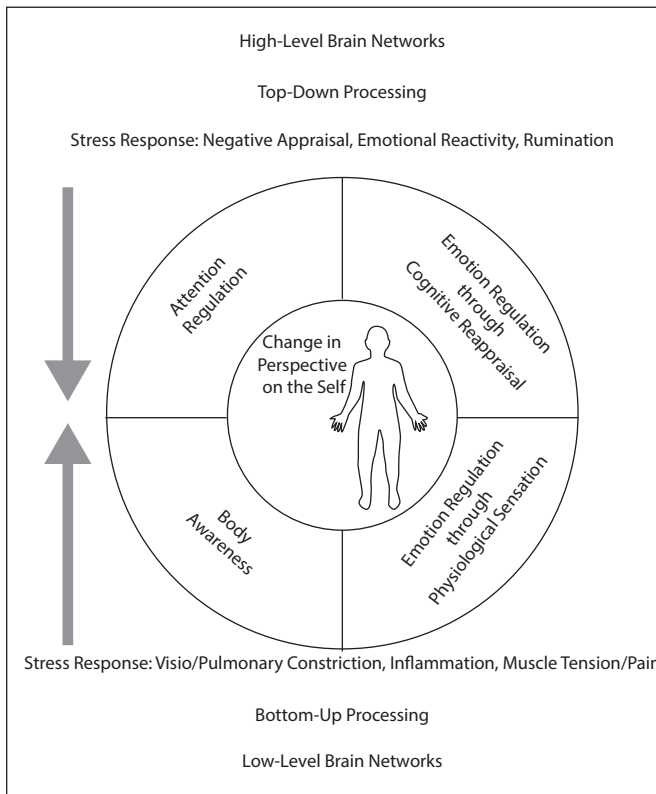 High-Level Brain Networks
Top-Down Processing
Stress Response: Negative Appraisal, Emotional Reactivity, Rumination
Attention
Regulation
Emotion Regulation
through
Cognitive Reappraisal
Change in
Perspective
on the Self
Body
Awareness
Emotion Regulation
through
Physiological Sensation
Stress Response: Visio/Pulmonary Constriction, Inflammation, Muscle Tension/Pain
Bottom-Up Processing
Low-Level Brain Networks